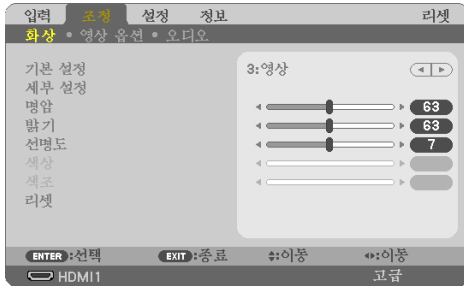 입력 조정 설정 정보 리셋
화상 • 영상 옵션 • 오디오
기본 설정 3:영상
세부 설정
명암 63
밝기 63
선명도 7
색상
색조
리셋
ENTER :선택 EXIT :종료 :이동 :이동
HDMI1 고급